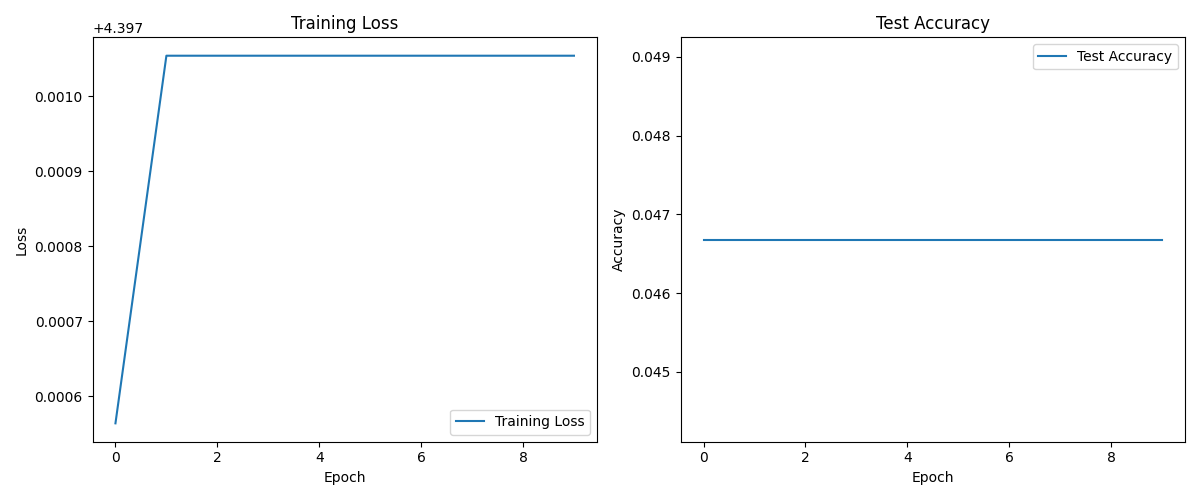 Training Loss
+4.397
0.0010
0.0009
0.0008
0.0007
0.0006
Loss
Training Loss
0 2 4 6 8
Epoch
Test Accuracy
Test Accuracy
0.049
0.048
0.047
0.046
0.045
Accuracy
0 2 4 6 8
Epoch